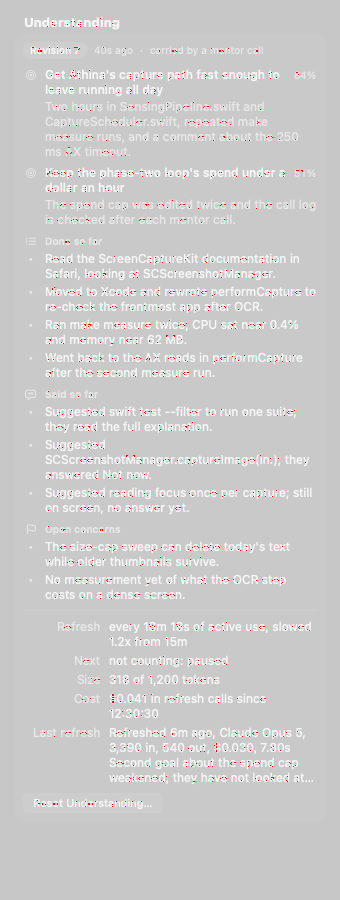 Understanding
Revision 7 40s ago · carried by a mentor call
Get Athina's capture path fast enough to
leave running all day
Two hours in SensingPipeline.swift and
CaptureScheduler.swift, repeated make
measure runs, and a comment about the 250
ms AX timeout.
Keep the phase-two loop's spend under a
dollar an hour
The spend cap was edited twice and the call log
is checked after each mentor call.
Done so far
• Read the ScreenCaptureKit documentation in
Safari, looking at SCScreenshotManager.
• Moved to Xcode and rewrote performCapture to
re-check the frontmost app after OCR.
• Ran make measure twice; CPU sat near 0.4%
and memory near 62 MB.
• Went back to the AX reads in performCapture
after the second measure run.
Said so far
• Suggested swift test --filter to run one suite;
they read the full explanation.
• Suggested
SCScreenshotManager.captureImage(in:); they
answered Not now.
• Suggested reading focus once per capture; still
on screen, no answer yet.
Open concerns
• The size-cap sweep can delete today's text
while older thumbnails survive.
• No measurement yet of what the OCR step
costs on a dense screen.
Refresh every 18m 18s of active use, slowed
1.2x from 15m
Next not counting: paused
Size 318 of 1,200 tokens
Cost $0.041 in refresh calls since
12:30:30
Last refresh Refreshed 6m ago, Claude Opus 5,
3,390 in, 540 out, $0.030, 7.80s
Second goal about the spend cap
weakened; they have not looked at...
Reset Understanding...